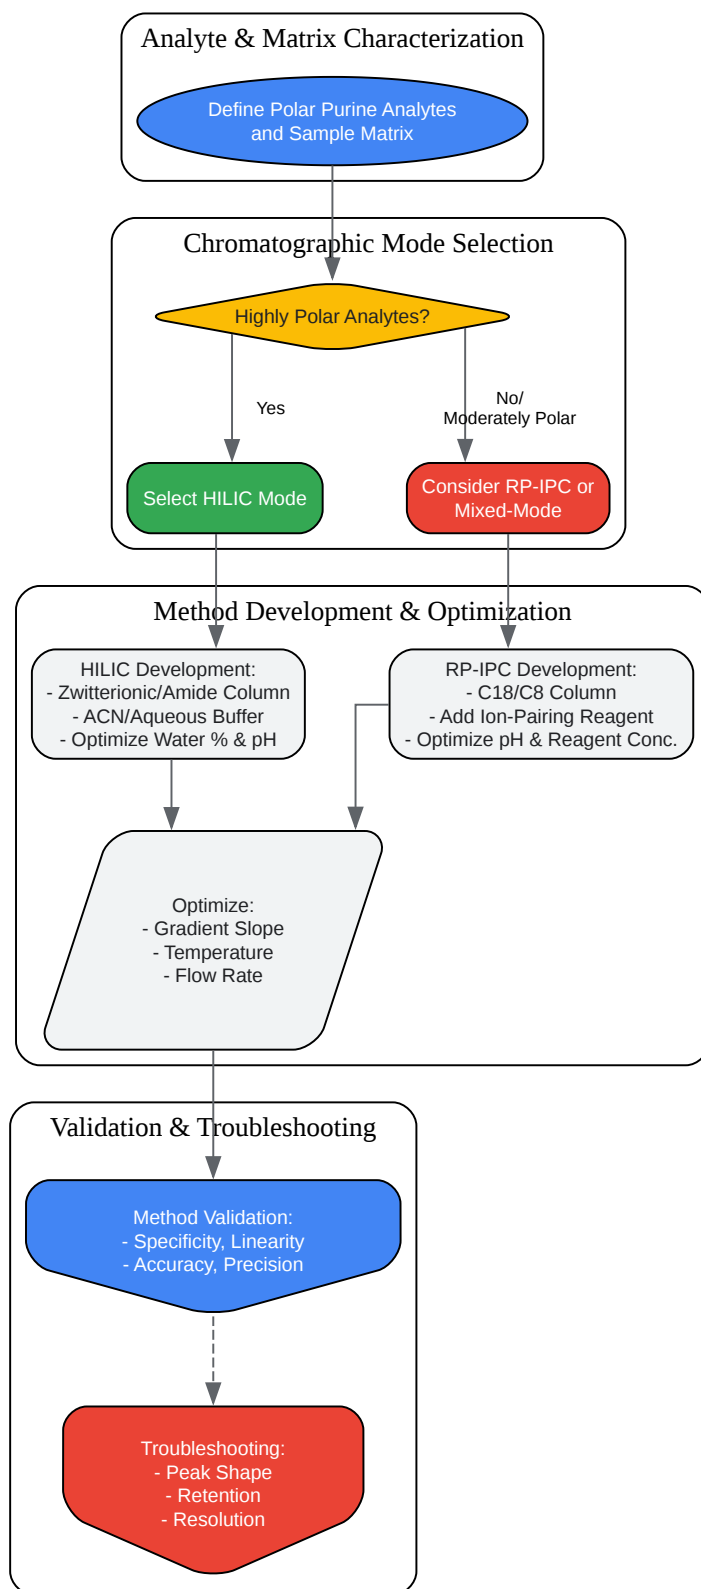 Analyte & Matrix Characterization
Define Polar Purine Analytes
and Sample Matrix
Chromatographic Mode Selection
Highly Polar Analytes?
Yes
No/
Moderately Polar
Select HILIC Mode
Consider RP-IPC or
Mixed-Mode
Method Development & Optimization
HILIC Development:
- Zwitterionic/Amide Column
- ACN/Aqueous Buffer
- Optimize Water % & pH
RP-IPC Development:
- C18/C8 Column
- Add Ion-Pairing Reagent
- Optimize pH & Reagent Conc.
Optimize:
- Gradient Slope
- Temperature
- Flow Rate
Validation & Troubleshooting
Method Validation:
- Specificity, Linearity
- Accuracy, Precision
Troubleshooting:
- Peak Shape
- Retention
- Resolution